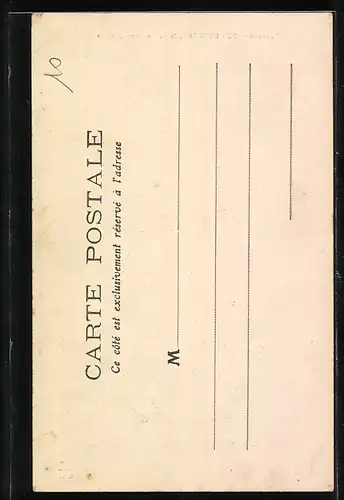 10
CARTE POSTALE
Ce côté est exclusivement réservé à l'adresse
M